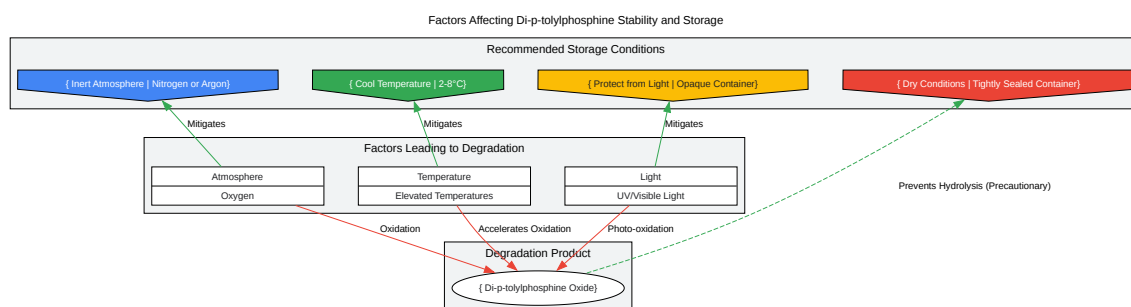 Factors Affecting Di-p-tolylphosphine Stability and Storage
Recommended Storage Conditions
{ Inert Atmosphere | Nitrogen or Argon}
{ Cool Temperature | 2-8°C}
{ Protect from Light | Opaque Container}
{ Dry Conditions | Tightly Sealed Container}
Mitigates
Mitigates
Mitigates
Factors Leading to Degradation
Atmosphere
Oxygen
Temperature
Elevated Temperatures
Light
UV/Visible Light
Prevents Hydrolysis (Precautionary)
Oxidation
Accelerates Oxidation
Photo-oxidation
Degradation Product
{ Di-p-tolylphosphine Oxide}